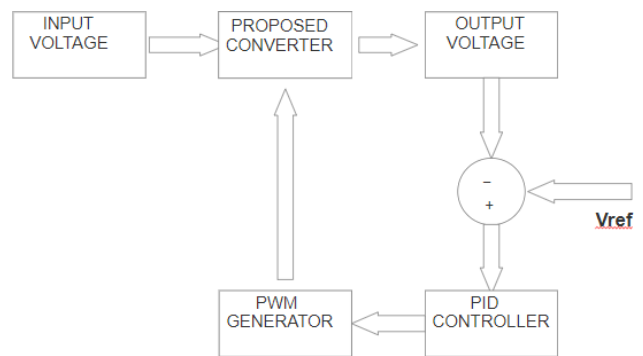 INPUT
VOLTAGE
PROPOSED
CONVERTER
OUTPUT
VOLTAGE
−
+
Vref
PWM
GENERATOR
PID
CONTROLLER